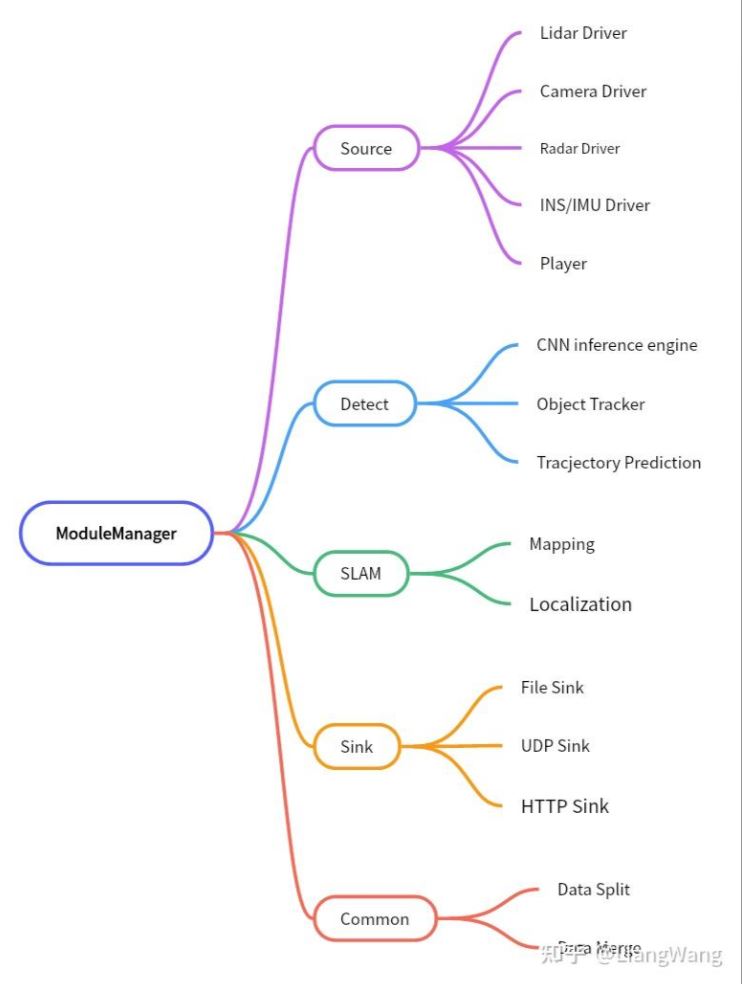 Lidar Driver
Camera Driver
Source
Radar Driver
INS/IMU Driver
Player
CNN inference engine
Detect
Object Tracker
Tracjectory Prediction
ModuleManager
Mapping
SLAM
Localization
File Sink
Sink
UDP Sink
HTTP Sink
Data Split
Common
Data Merge
知乎 @LiangWang